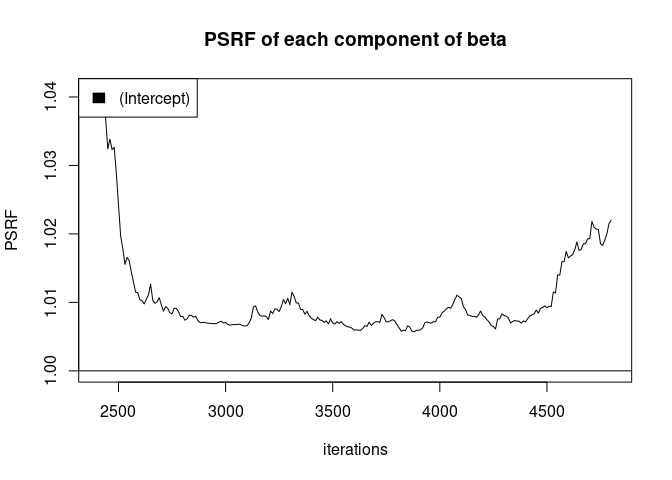 PSRF of each component of beta
(Intercept)
PSRF
1.04
1.03
1.02
1.01
1.00
2500 3000 3500 4000 4500
iterations